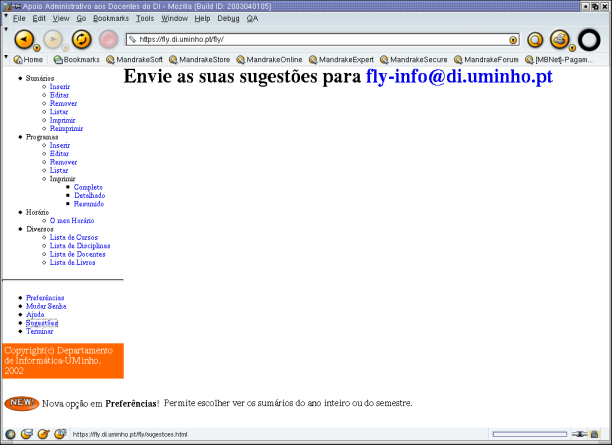 Apoio Administrativo aos Docentes do DI - Mozilla {Build ID: 2003040105}
File Edit View Go Bookmarks Tools Window Help Debug QA
https://fly.di.uminho.pt/fly/
Home Bookmarks MandrakeSoft MandrakeStore MandrakeOnline MandrakeExpert MandrakeSecure MandrakeForum [MBNet]-Pagam...
Envie as suas sugestões para fly-info@di.uminho.pt
Sumários
Inserir
Editar
Remover
Listar
Imprimir
Reimprimir
Programas
Inserir
Editar
Remover
Listar
Imprimir
Completo
Detalhado
Resumido
Horário
O meu Horário
Diversos
Lista de Cursos
Lista de Disciplinas
Lista de Docentes
Lista de Livros
Preferências
Mudar Senha
Ajuda
Sugestões
Terminar
Copyright(c) Departamento
de Informática-UMinho,
2002
NEW! Nova opção em Preferências! Permite escolher ver os sumários do ano inteiro ou do semestre.
https://fly.di.uminho.pt/fly/sugestoes.html